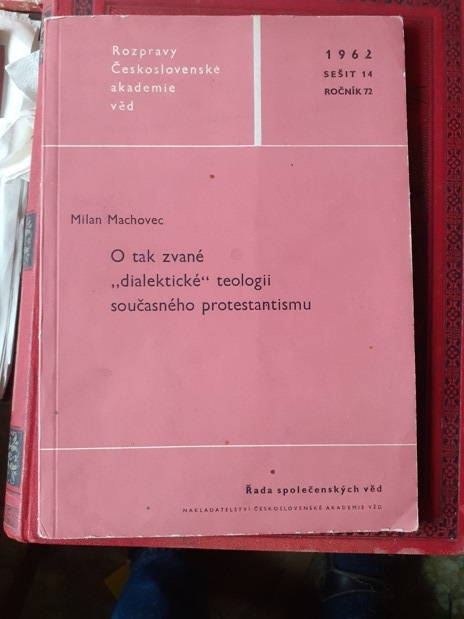 Rozpravy
Československé
akademie
věd
1962
SEŠIT 14
ROČNÍK 72
Milan Machovec
O tak zvané
„dialektické“ teologii
současného protestantismu
Řada společenských věd
NAKLADATELSTVÍ ČESKOSLOVENSKÉ AKADEMIE VĚD